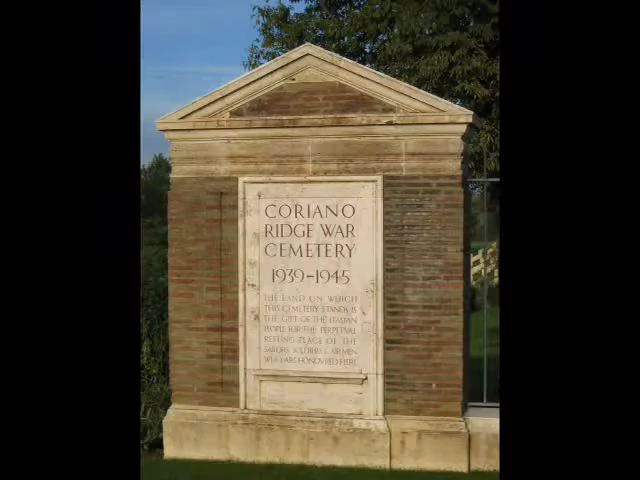 CORIANO
RIDGE WAR
CEMETERY
1939–1945
THE LAND ON WHICH
THIS CEMETERY STANDS IS
THE GIFT OF THE ITALIAN
PEOPLE FOR THE PERPETUAL
RESTING PLACE OF THE
SAILORS, SOLDIERS & AIRMEN
WHO ARE HONOURED HERE